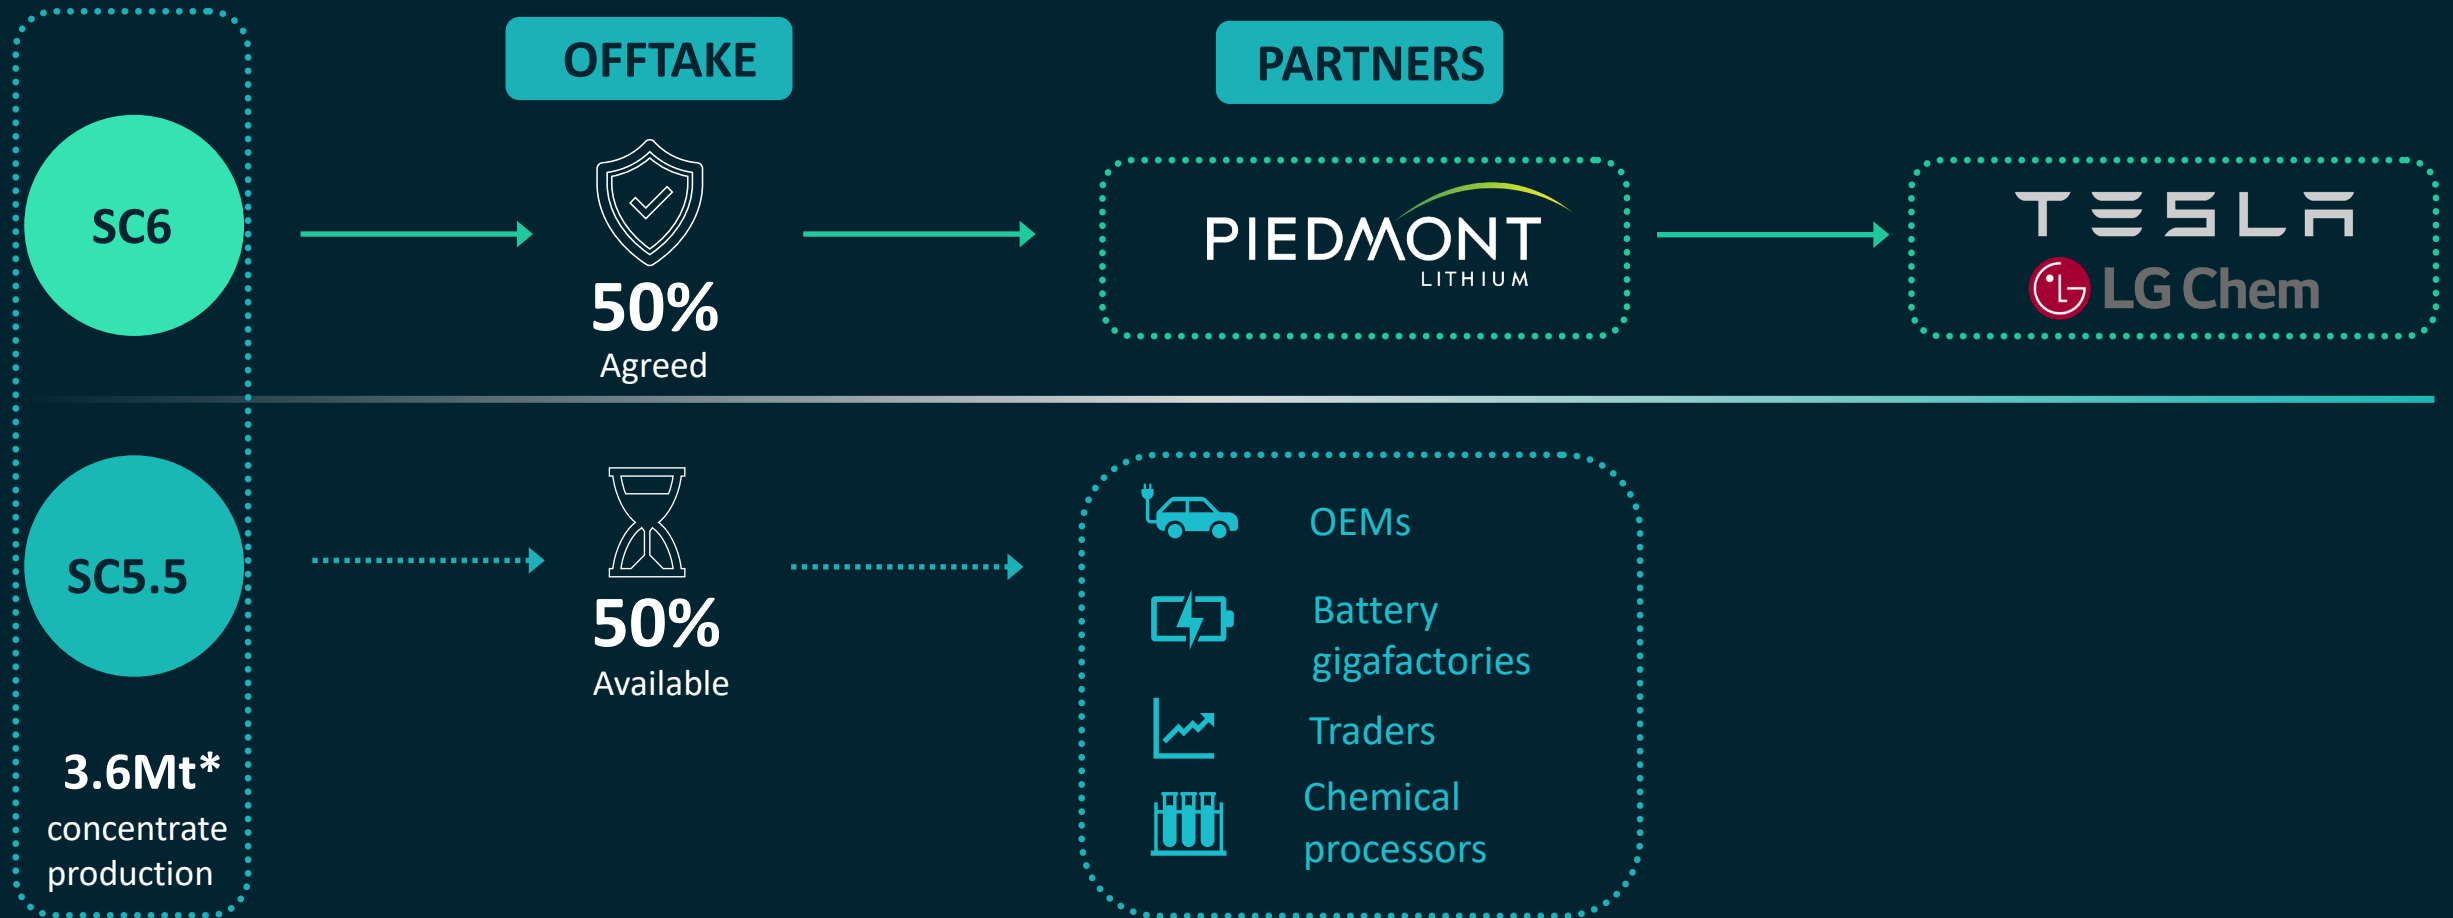 OFFTAKE
PARTNERS
SC6
50%
Agreed
PIEDMONT
LITHIUM
TESLA
LG Chem
SC5.5
50%
Available
OEMs
Battery
gigafactories
Traders
Chemical
processors
3.6Mt*
concentrate
production